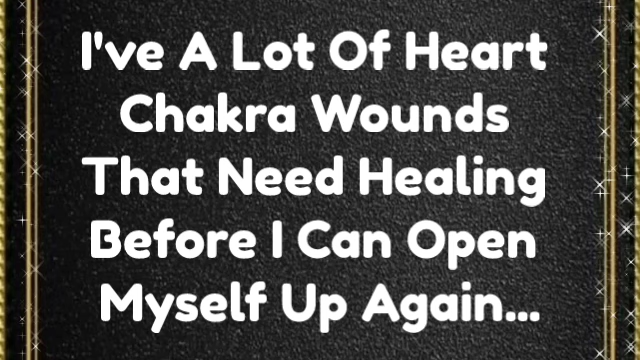 I've A Lot Of Heart
Chakra Wounds
That Need Healing
Before I Can Open
Myself Up Again...